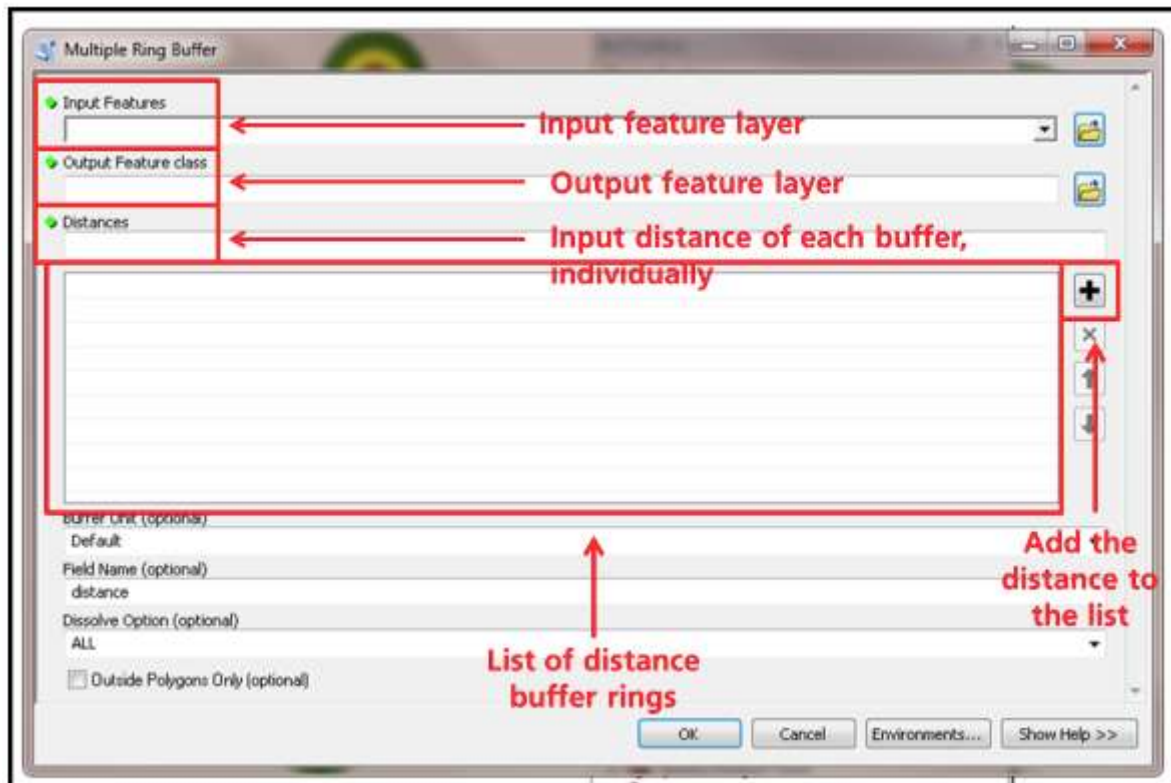 Multiple Ring Buffer
Input Features
Input feature layer
Output Feature class
Output feature layer
Distances
Input distance of each buffer,
individually
Buffer Unit (optional)
Default
Add the
distance to
the list
Field Name (optional)
distance
Dissolve Option (optional)
ALL
List of distance
buffer rings
Outside Polygons Only (optional)
OK
Cancel
Environments...
Show Help >>